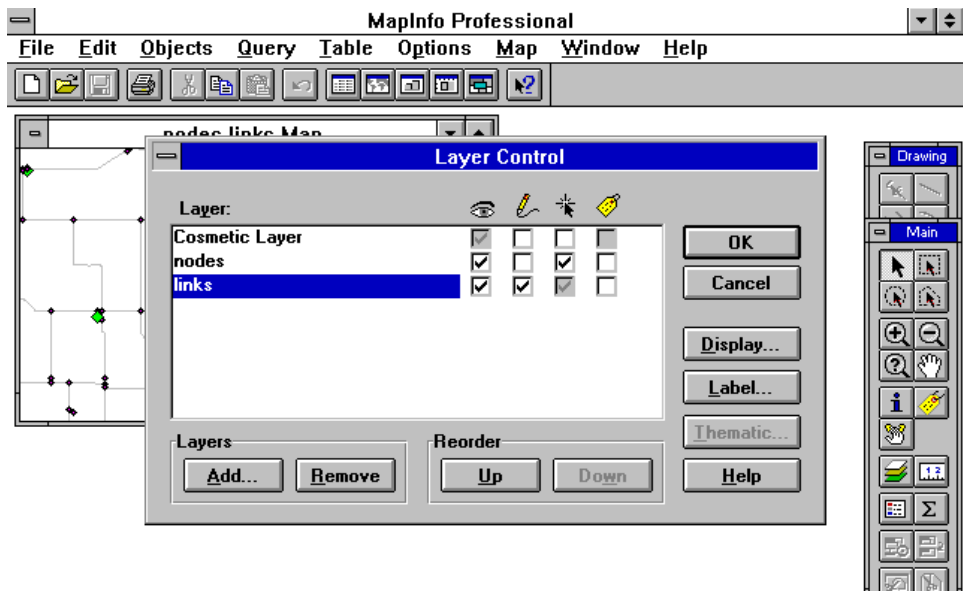 MapInfo Professional
File Edit Objects Query Table Options Map Window Help
nodes,links Map
Layer Control
Drawing
Layer:
Main
Cosmetic Layer
OK
nodes
links
Cancel
Display...
Label...
Thematic...
Layers
Reorder
Add... Remove Up Down Help